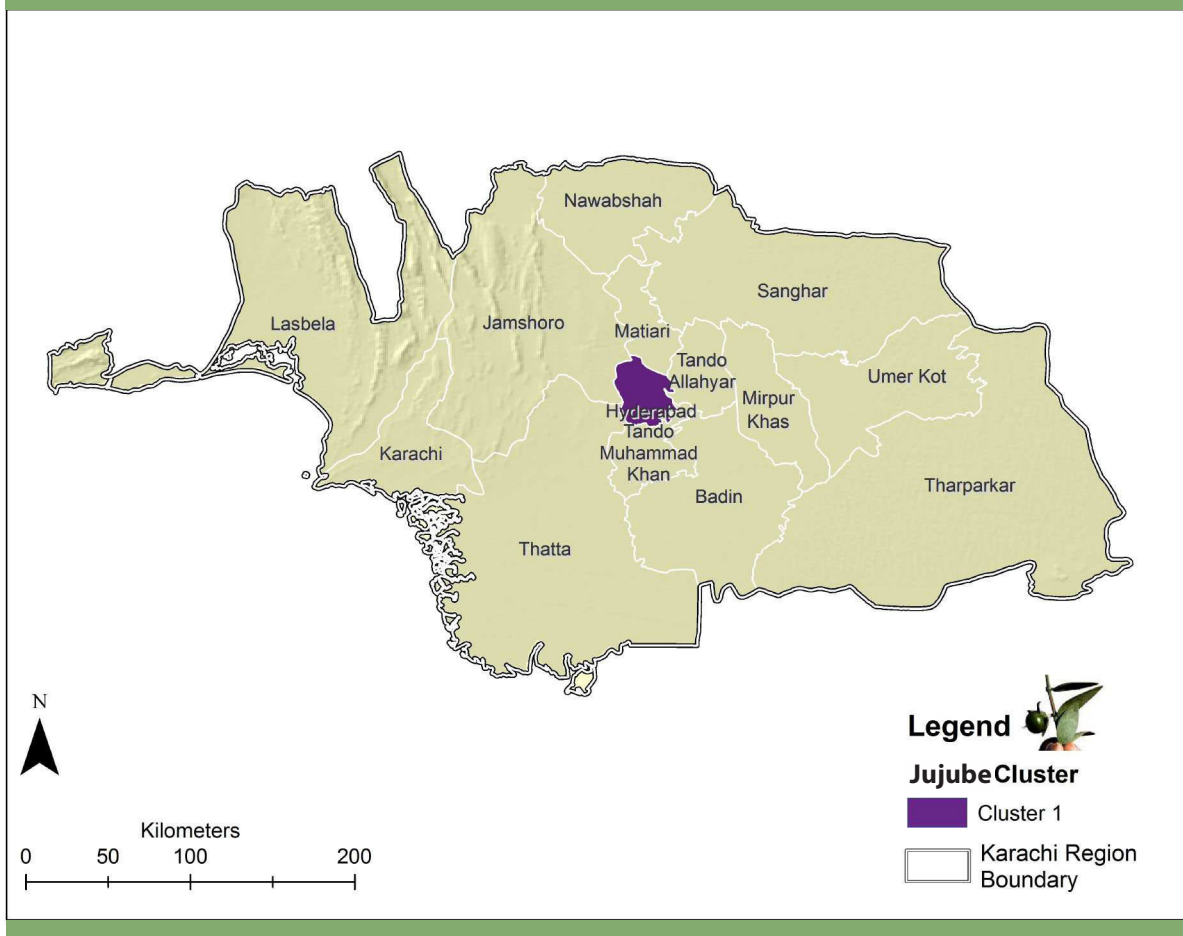 Nawabshah
Sanghar
Lasbela
Jamshoro
Matiari
Tando
Allahyar
Umer Kot
Mirpur
Khas
Hyderabad
Tando
Muhammad
Khan
Karachi
Tharparkar
Badin
Thatta
N
Kilometers
0 50 100 200
Legend
Jujube Cluster
Cluster 1
Karachi Region
Boundary